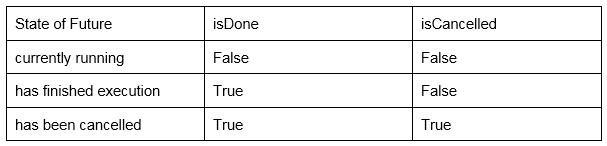 State of Future isDone isCancelled
currently running False False
has finished execution True False
has been cancelled True True